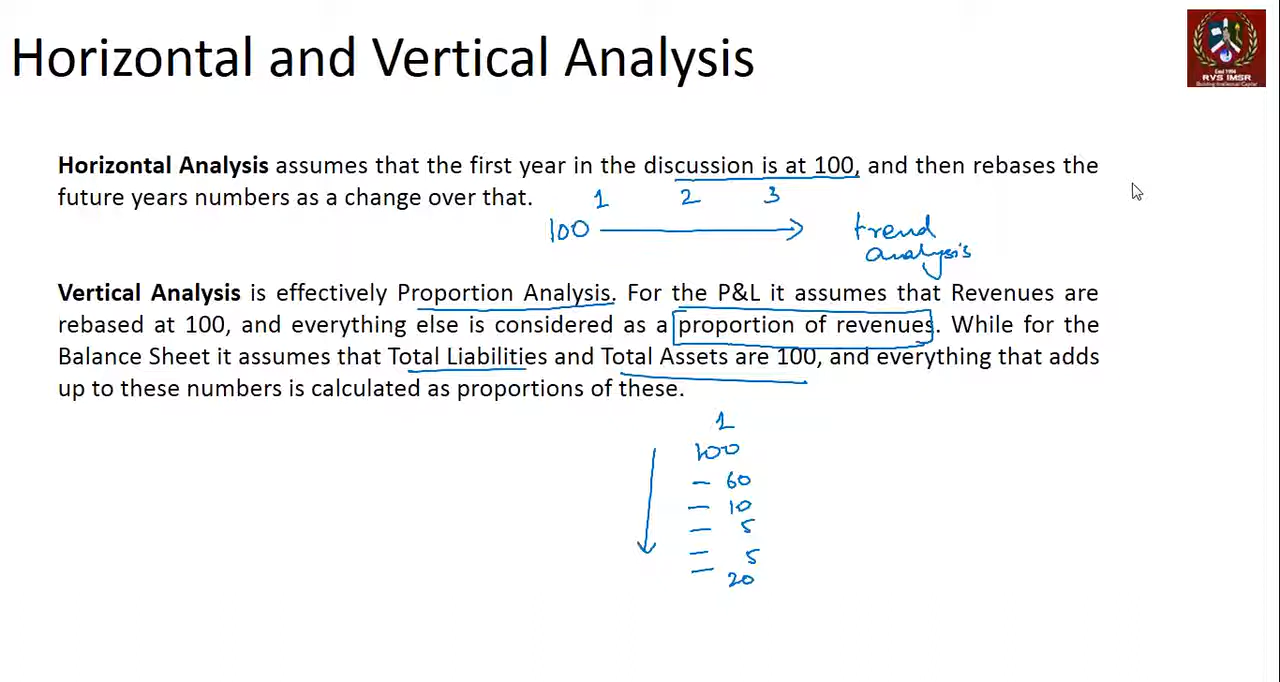 Horizontal and Vertical Analysis
RVS IMSR
Horizontal Analysis assumes that the first year in the discussion is at 100, and then rebases the
future years numbers as a change over that.
1 2 3
100
trend
analysis
Vertical Analysis is effectively Proportion Analysis. For the P&L it assumes that Revenues are
rebased at 100, and everything else is considered as a proportion of revenues. While for the
Balance Sheet it assumes that Total Liabilities and Total Assets are 100, and everything that adds
up to these numbers is calculated as proportions of these.
1
100
— 60
— 10
— 5
— 5
— 20